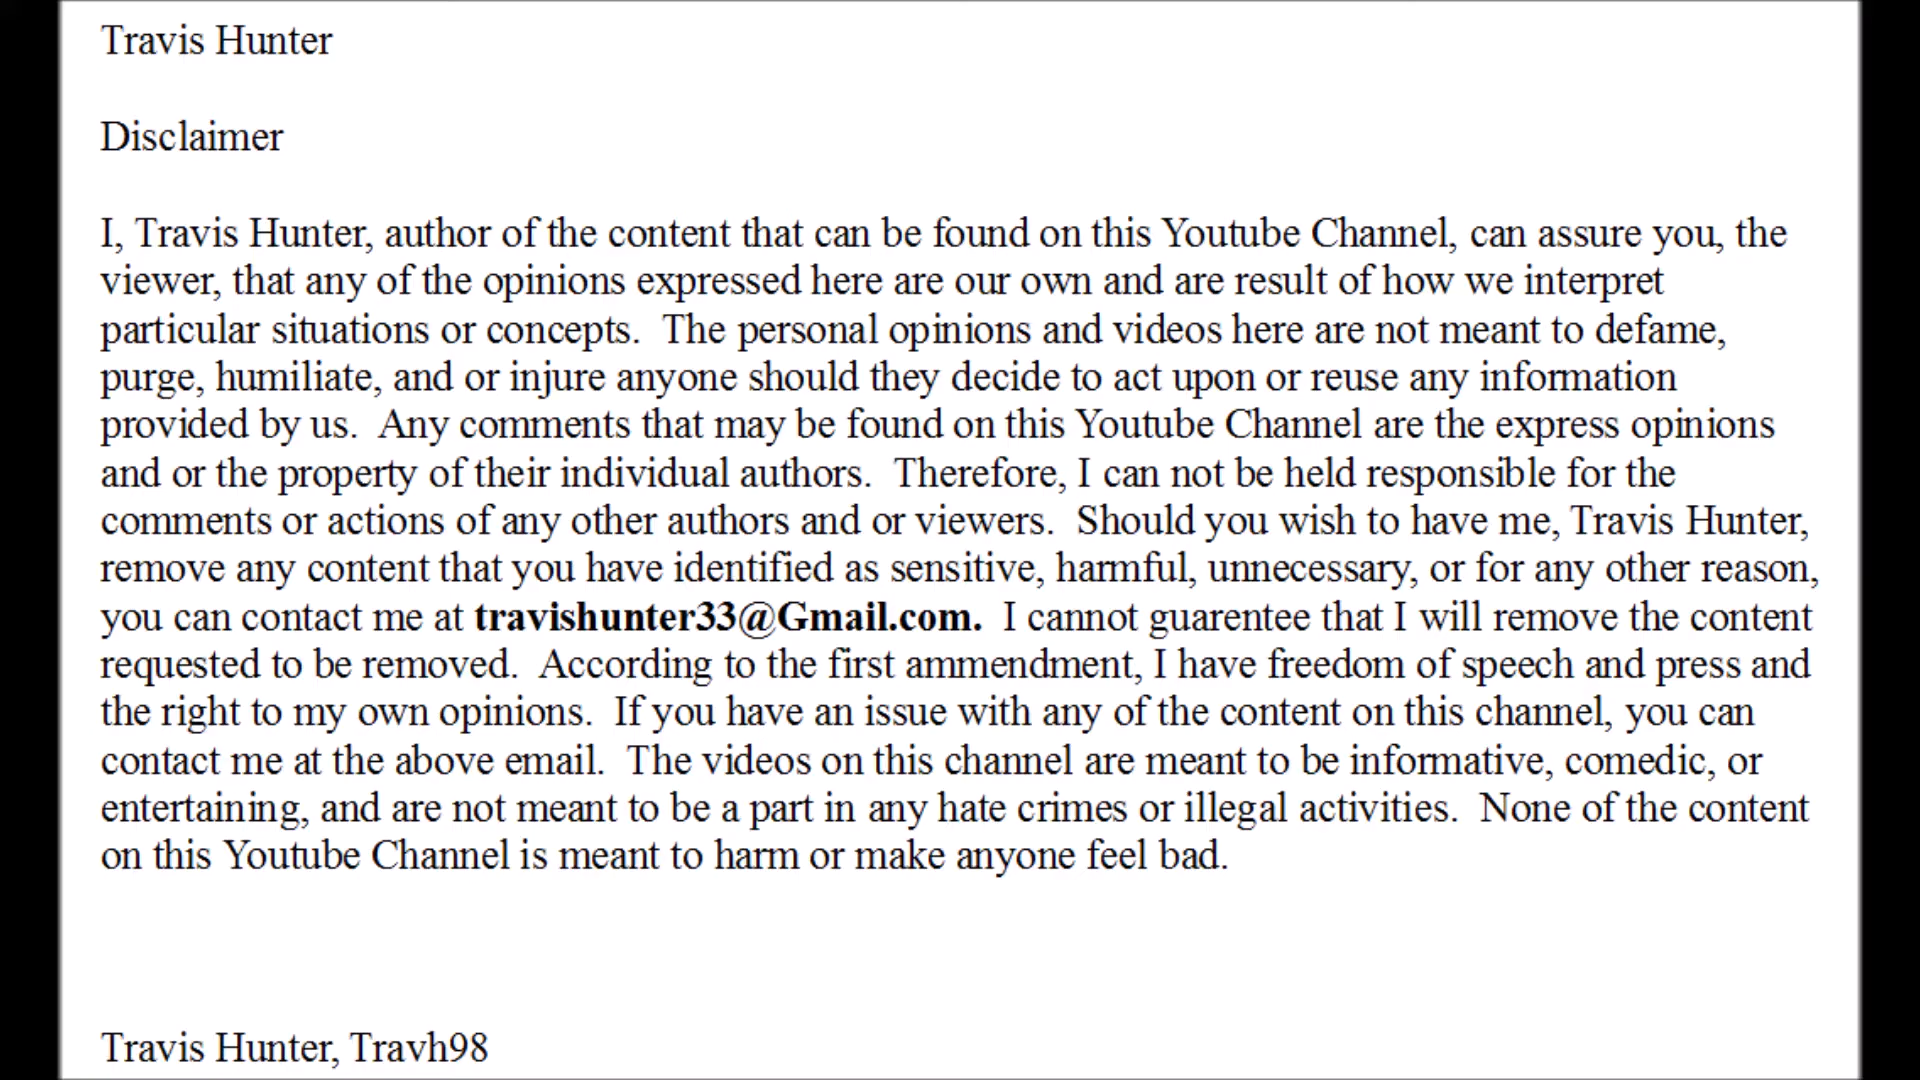 Travis Hunter
Disclaimer
I, Travis Hunter, author of the content that can be found on this Youtube Channel, can assure you, the
viewer, that any of the opinions expressed here are our own and are result of how we interpret
particular situations or concepts.  The personal opinions and videos here are not meant to defame,
purge, humiliate, and or injure anyone should they decide to act upon or reuse any information
provided by us.  Any comments that may be found on this Youtube Channel are the express opinions
and or the property of their individual authors.  Therefore, I can not be held responsible for the
comments or actions of any other authors and or viewers.  Should you wish to have me, Travis Hunter,
remove any content that you have identified as sensitive, harmful, unnecessary, or for any other reason,
you can contact me at travishunter33@Gmail.com.  I cannot guarentee that I will remove the content
requested to be removed.  According to the first ammendment, I have freedom of speech and press and
the right to my own opinions.  If you have an issue with any of the content on this channel, you can
contact me at the above email.  The videos on this channel are meant to be informative, comedic, or
entertaining, and are not meant to be a part in any hate crimes or illegal activities.  None of the content
on this Youtube Channel is meant to harm or make anyone feel bad.
Travis Hunter, Travh98